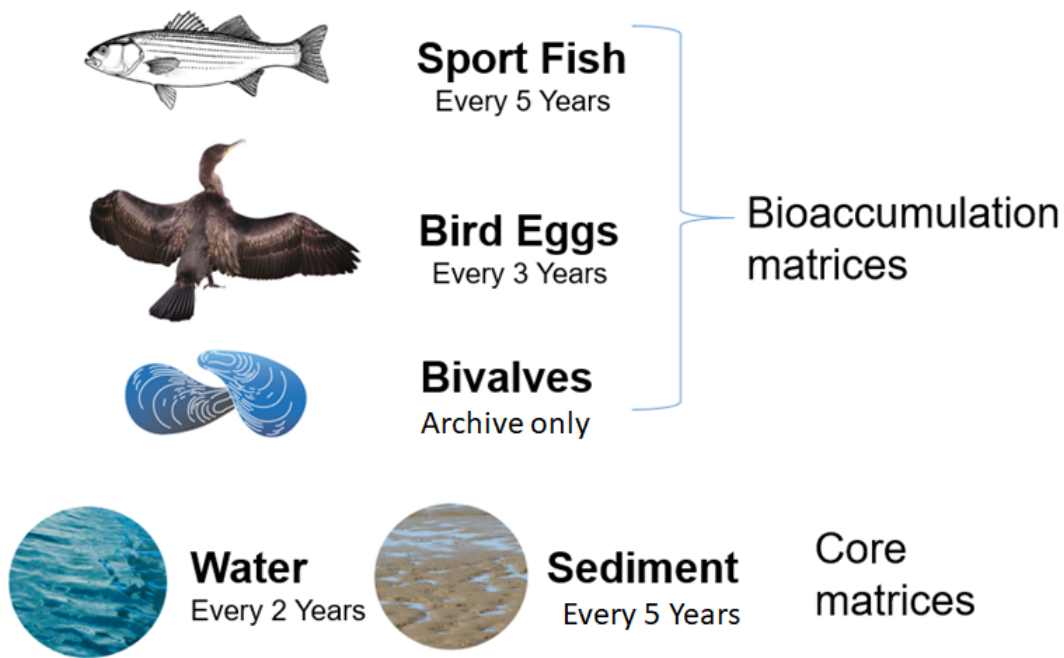 Sport Fish
Every 5 Years
Bird Eggs
Every 3 Years
Bioaccumulation
matrices
Bivalves
Archive only
Water
Every 2 Years
Sediment
Every 5 Years
Core
matrices